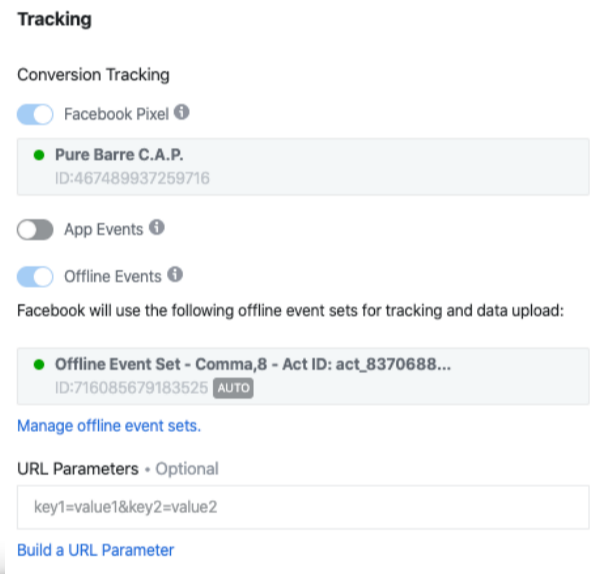 Tracking
Conversion Tracking
Facebook Pixel
Pure Barre C.A.P.
ID:467489937259716
App Events
Offline Events
Facebook will use the following offline event sets for tracking and data upload:
Offline Event Set - Comma,8 - Act ID: act_8370688...
ID:716085679183525 AUTO
Manage offline event sets.
URL Parameters • Optional
key1=value1&key2=value2
Build a URL Parameter